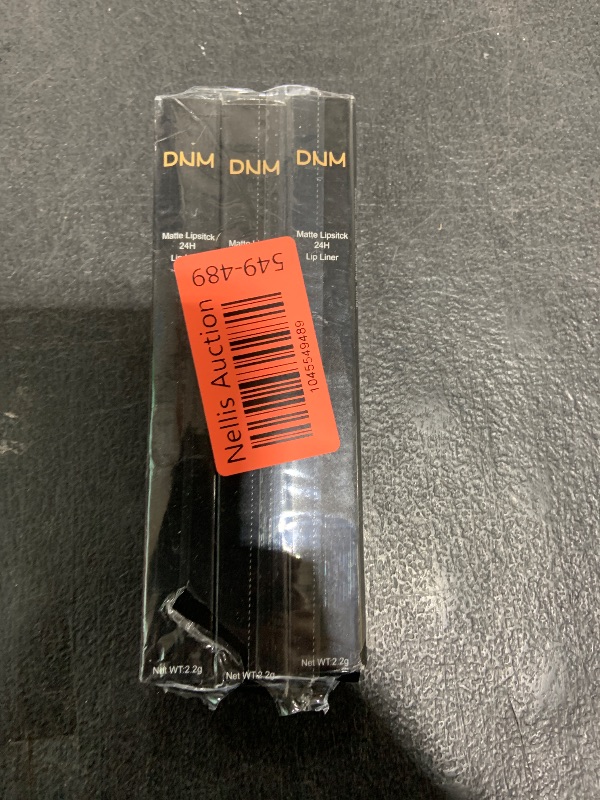 DNM
Matte Lipsitck/
24H
DNM
DNM
Matte Lipsitck
24H
Lip Liner
549-489
Nellis Auction
1045549489
Net WT:2.2g
Net WT:2.2g
Net WT:2.2g